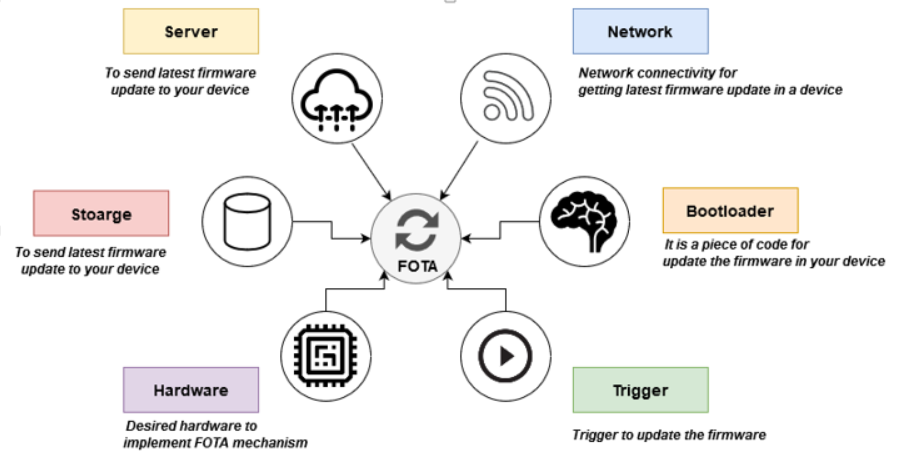 Server
To send latest firmware
update to your device
Network
Network connectivity for
getting latest firmware update in a device
Stoarge
To send latest firmware
update to your device
FOTA
Bootloader
It is a piece of code for
update the firmware in your device
Hardware
Desired hardware to
implement FOTA mechanism
Trigger
Trigger to update the firmware